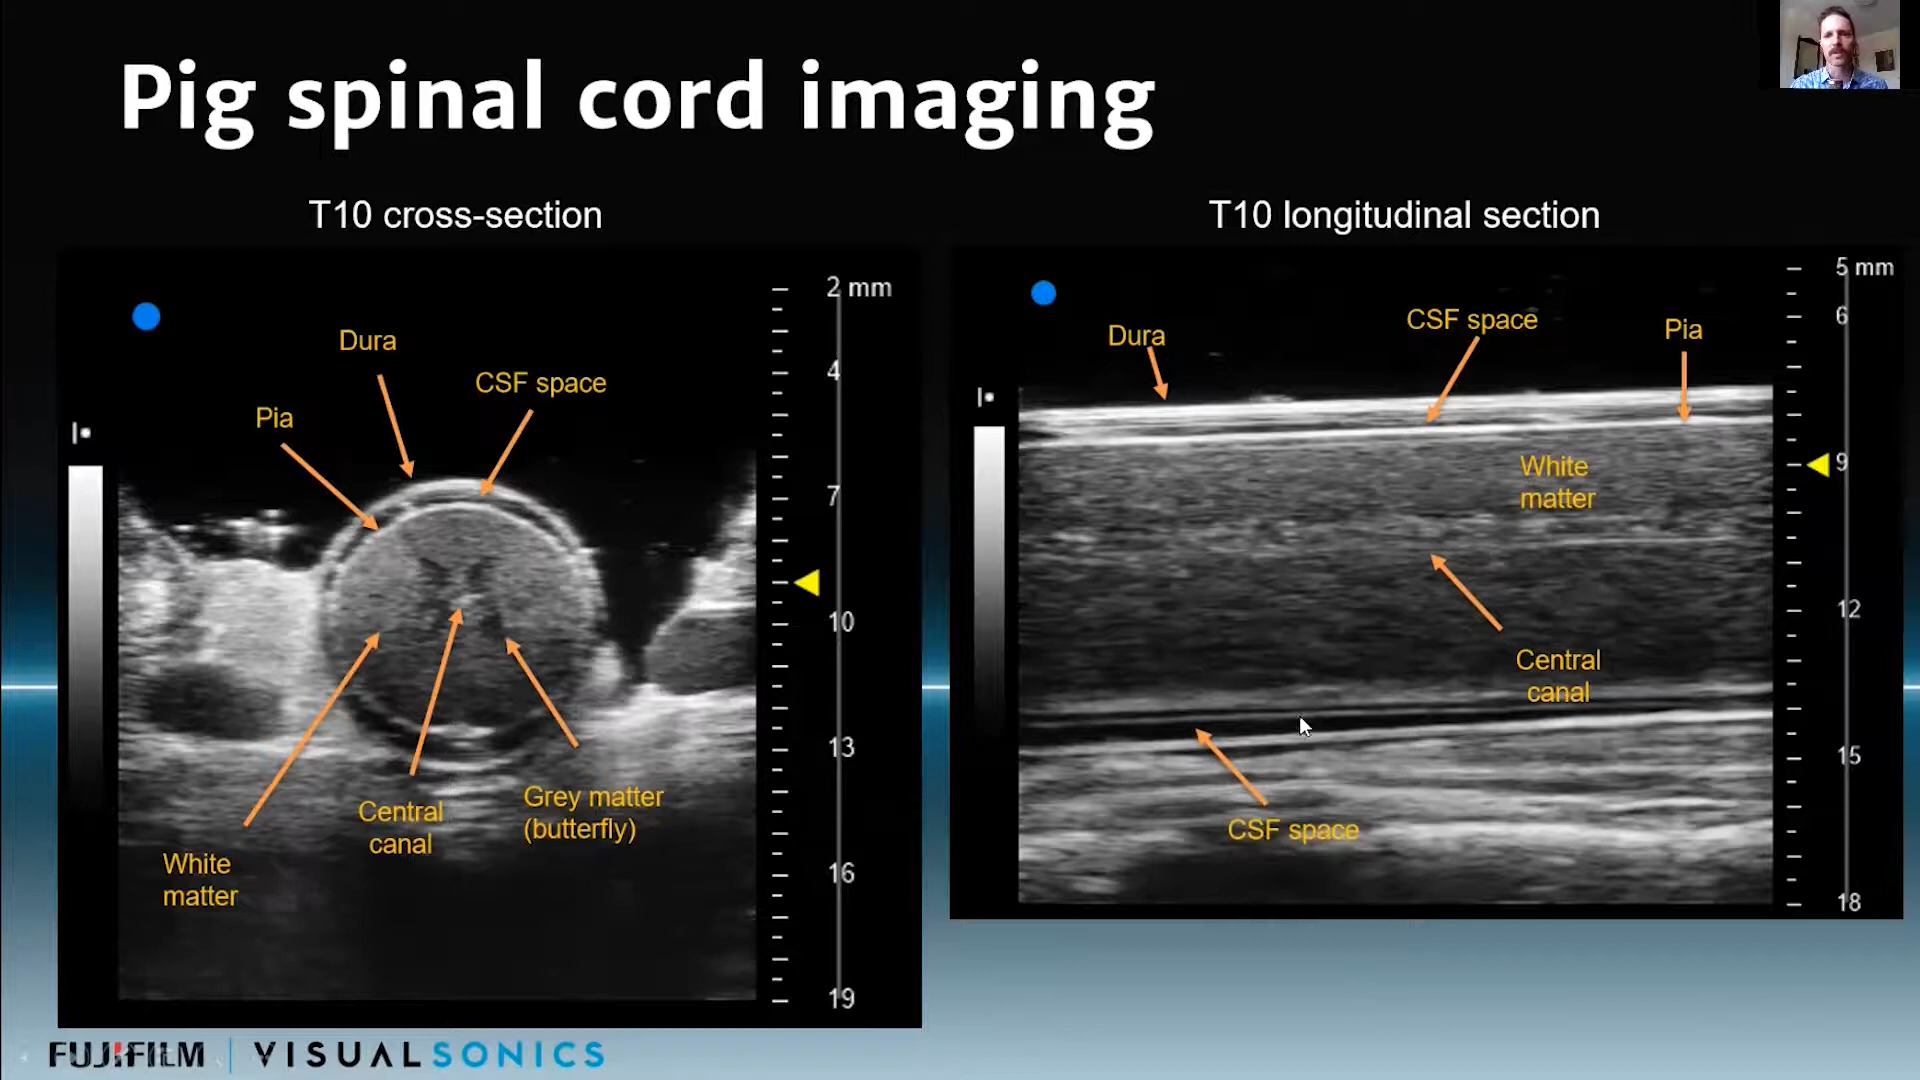 Pig spinal cord imaging
T10 cross-section
Dura
CSF space
Pia
White
matter
Central
canal
Grey matter
(butterfly)
2 mm
4
7
10
13
16
19
T10 longitudinal section
Dura
CSF space
Pia
White
matter
Central
canal
CSF space
5 mm
6
9
12
15
18
FUJIFILM VISUALSONICS